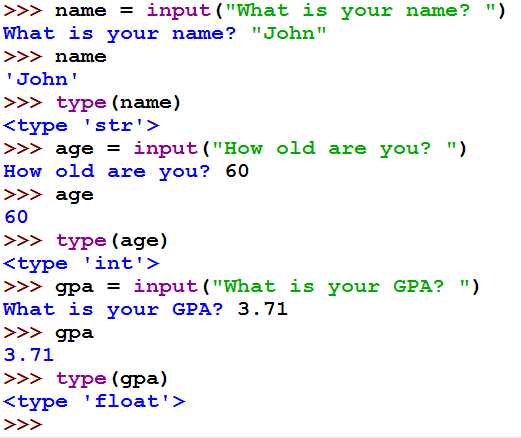 >>> name = input("What is your name? ")
What is your name? "John"
>>> name
'John'
>>> type(name)
<type 'str'>
>>> age = input("How old are you? ")
How old are you? 60
>>> age
60
>>> type(age)
<type 'int'>
>>> gpa = input("What is your GPA? ")
What is your GPA? 3.71
>>> gpa
3.71
>>> type(gpa)
<type 'float'>
>>>